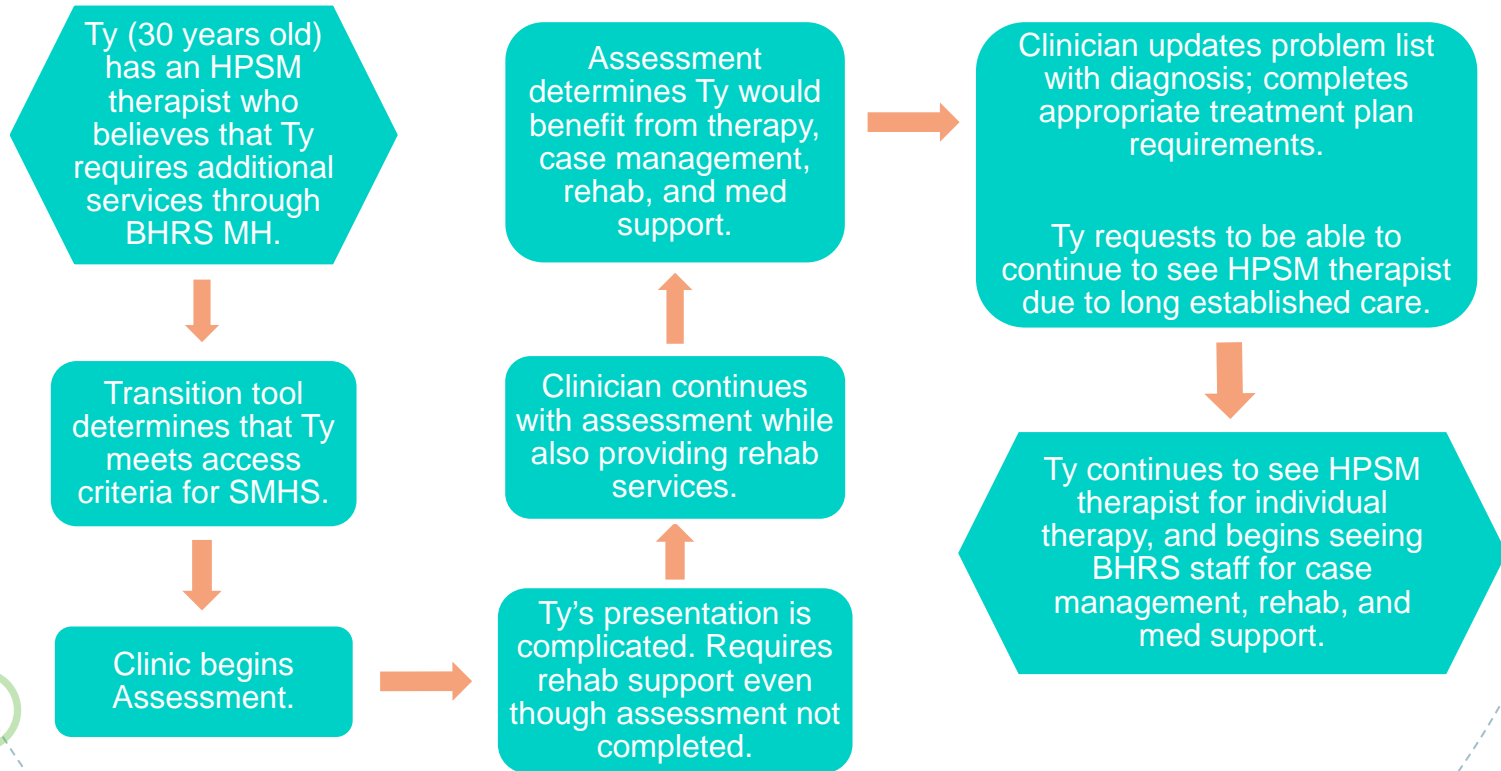 Ty (30 years old)
has an HPSM
therapist who
believes that Ty
requires additional
services through
BHRS MH.
Transition tool
determines that Ty
meets access
criteria for SMHS.
Clinic begins
Assessment.
Ty’s presentation is
complicated. Requires
rehab support even
though assessment not
completed.
Clinician continues
with assessment while
also providing rehab
services.
Assessment
determines Ty would
benefit from therapy,
case management,
rehab, and med
support.
Clinician updates problem list
with diagnosis; completes
appropriate treatment plan
requirements.
Ty requests to be able to
continue to see HPSM therapist
due to long established care.
Ty continues to see HPSM
therapist for individual
therapy, and begins seeing
BHRS staff for case
management, rehab, and
med support.